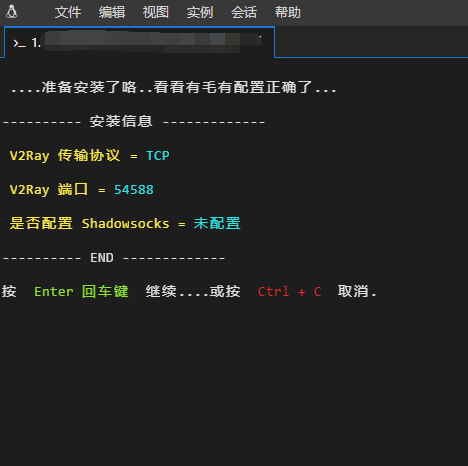 文件 编辑 视图 实例 会话 帮助
>_ 1.
....准备安装了咯..看看有毛有配置正确了...
---------- 安装信息 -------------
V2Ray 传输协议 = TCP
V2Ray 端口 = 54588
是否配置 Shadowsocks = 未配置
---------- END -------------
按 Enter 回车键 继续....或按 Ctrl + C 取消.